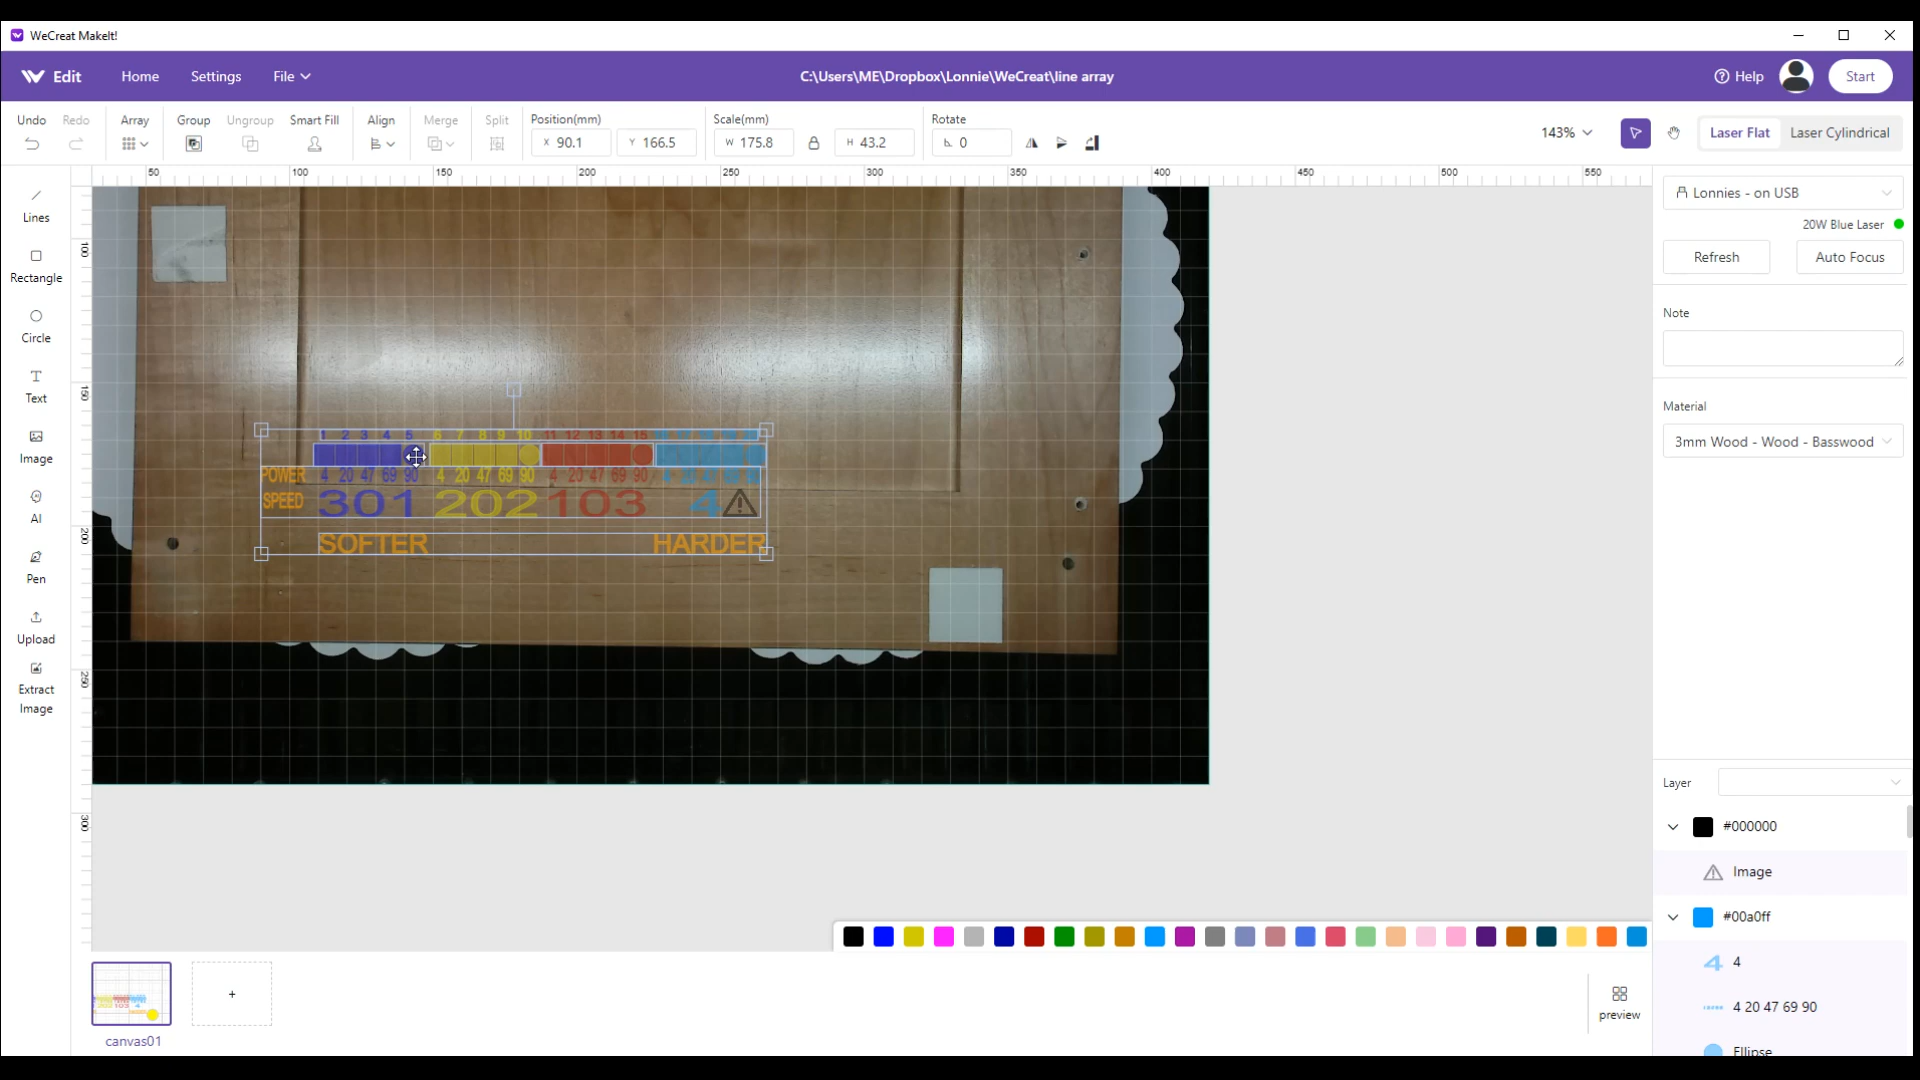 WeCreat MakeIt!
Edit Home Settings File C:\Users\ME\Dropbox\Lonnie\WeCreat\line array Help Start
Undo Redo Array Group Ungroup Smart Fill Align Merge Split Position(mm) Scale(mm) Rotate
X 90.1 Y 166.5 W 175.8 H 43.2 0 143% Laser Flat Laser Cylindrical
50 100 150 200 250 300 350 400 450 500 550
100
150
200
250
300
Lines
Rectangle
Circle
Text
Image
AI
Pen
Upload
Extract
Image
1 2 3 4 5 6 7 8 9 10 11 12 13 14 15
POWER 4 20 47 69 90 4 20 47 69 90 4 20 47 69 90
SPEED 301 202 103 4
SOFTER HARDER
Lonnies - on USB
20W Blue Laser
Refresh Auto Focus
Note
Material
3mm Wood - Wood - Basswood
Layer
#000000
Image
#00a0ff
4
4 20 47 69 90
Ellipse
+
preview
canvas01